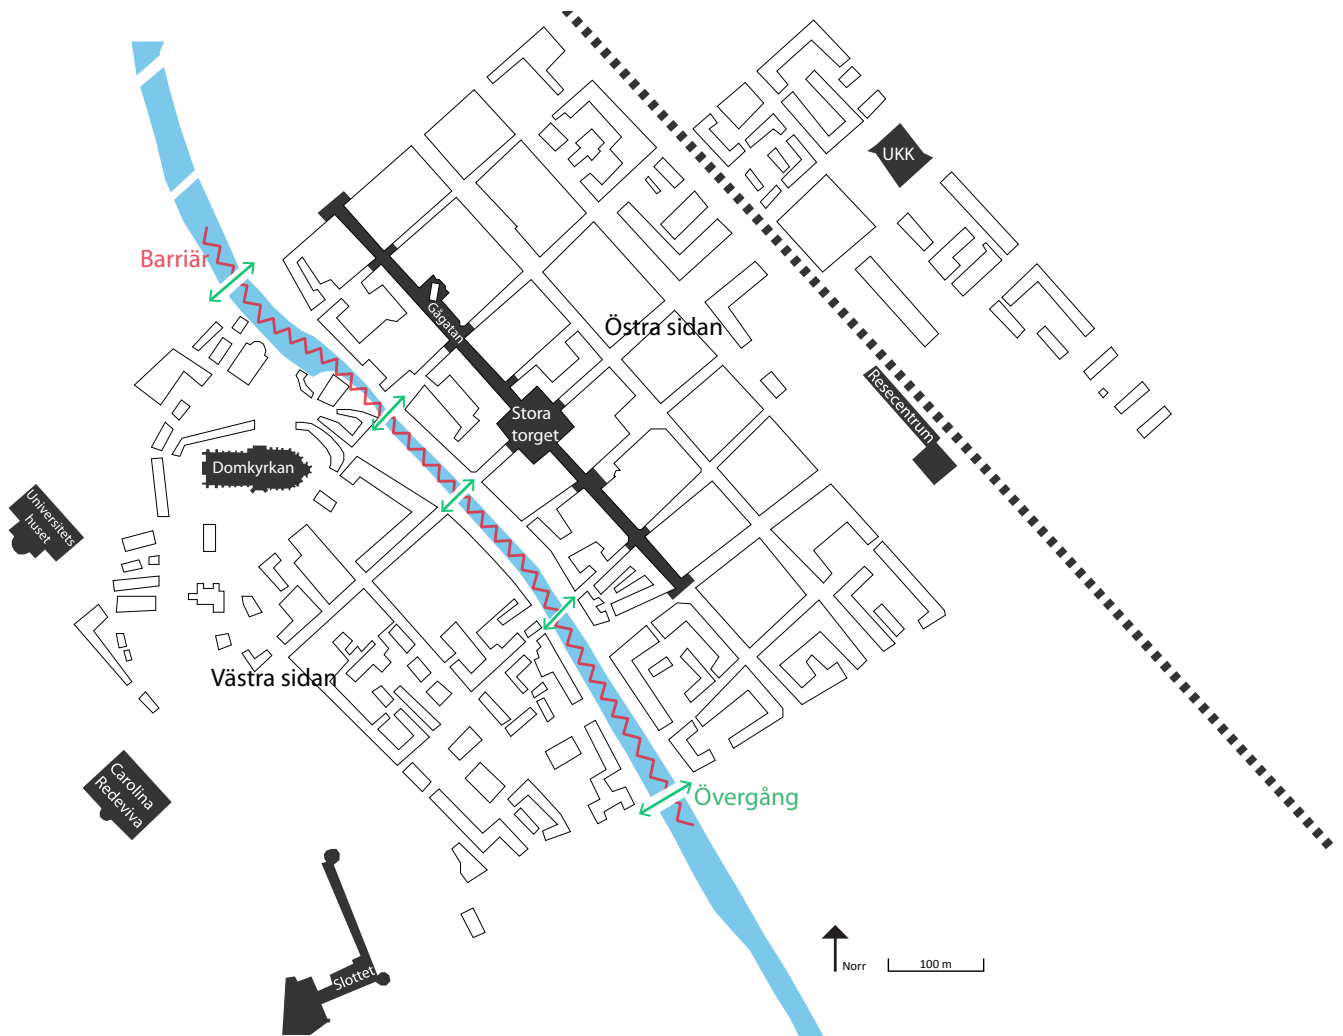 UKK
Barriär
Gågatan
Östra sidan
Resecentrum
Stora
torget
Domkyrkan
Universitets
huset
Västra sidan
Carolina
Redeviva
Övergång
Slottet
Norr
100 m